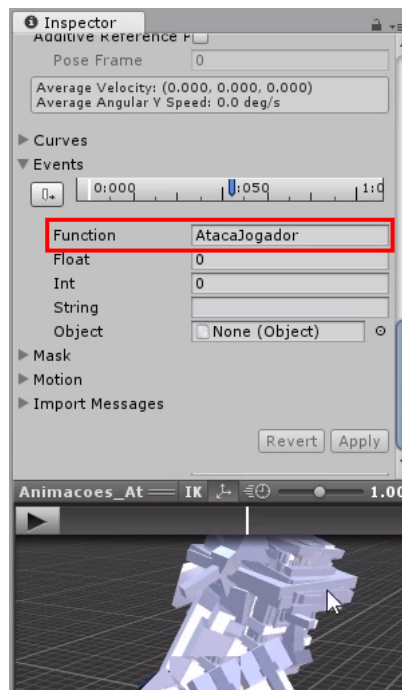 Inspector
Additive Reference P
Pose Frame 0
Average Velocity: (0.000, 0.000, 0.000)
Average Angular Y Speed: 0.0 deg/s
Curves
Events
0:000 :050 1:0
Function AtacaJogador
Float 0
Int 0
String
Object None (Object)
Mask
Motion
Import Messages
Revert Apply
Animacoes_At IK 1.00